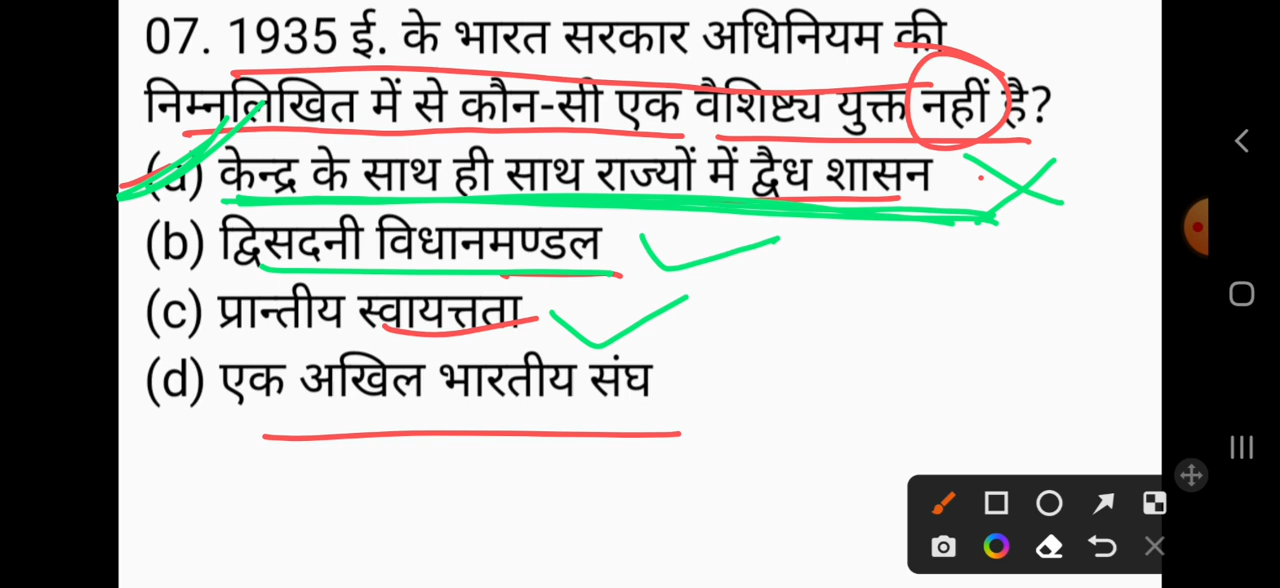 07. 1935 ई. के भारत सरकार अधिनियम की
निम्नलिखित में से कौन-सी एक वैशिष्ट्य युक्त नहीं है?
(a) केन्द्र के साथ ही साथ राज्यों में द्वैध शासन
(b) द्विसदनी विधानमण्डल
(c) प्रान्तीय स्वायत्तता
(d) एक अखिल भारतीय संघ